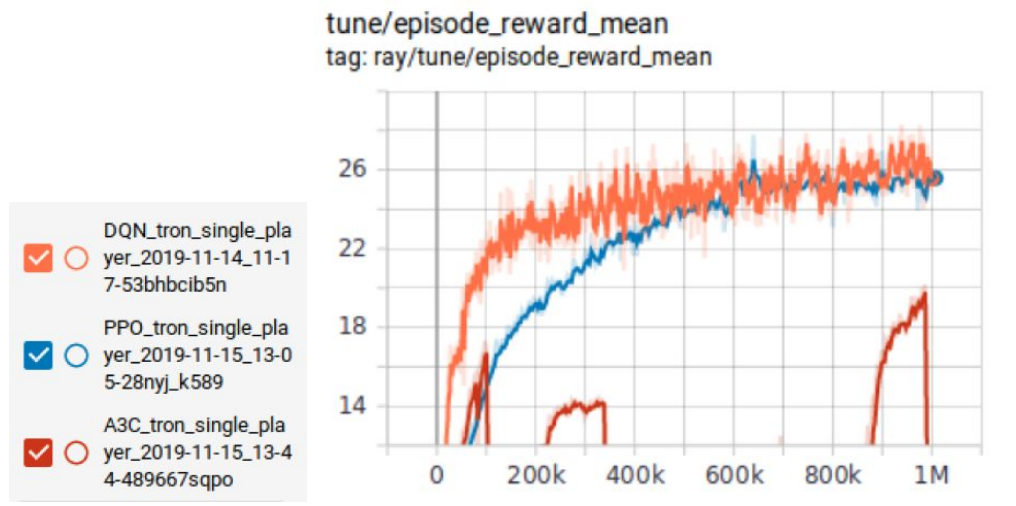 tune/episode_reward_mean
tag: ray/tune/episode_reward_mean
26
22
18
14
0 200k 400k 600k 800k 1M
DQN_tron_single_pla
yer_2019-11-14_11-1
7-53bhbcib5n
PPO_tron_single_pla
yer_2019-11-15_13-0
5-28nyj_k589
A3C_tron_single_pla
yer_2019-11-15_13-4
4-489667sqpo